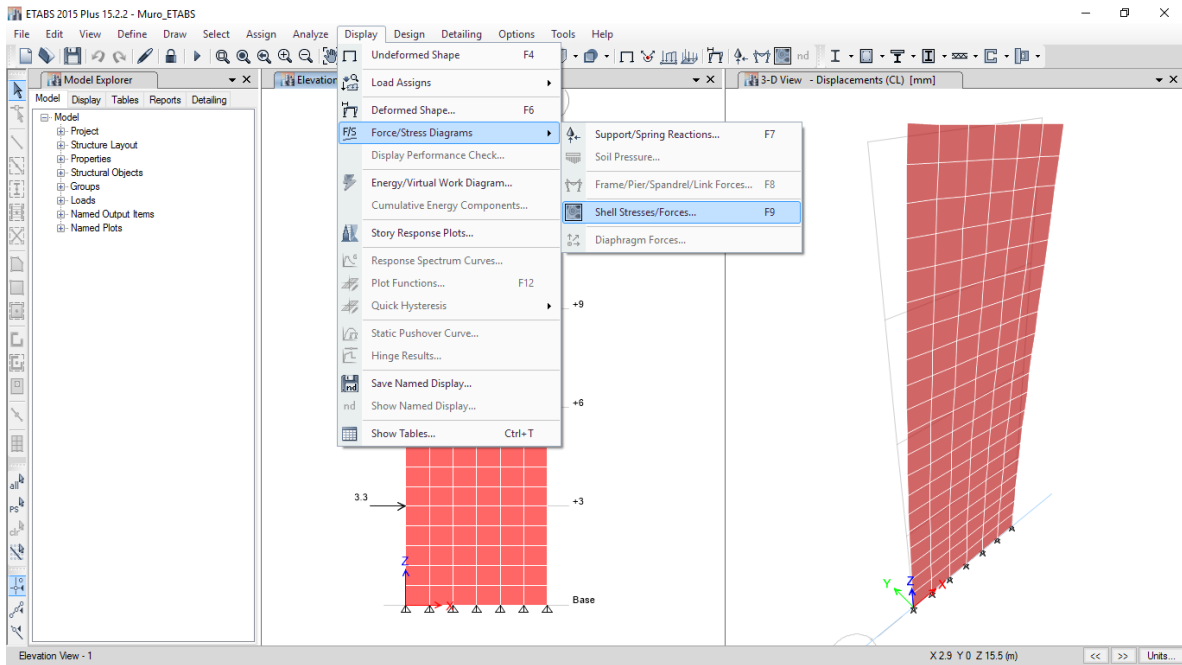 ETABS 2015 Plus 15.2.2 - Muro_ETABS
File Edit View Define Draw Select Assign Analyze Display Design Detailing Options Tools Help
nd
Model Explorer
Model Display Tables Reports Detailing
Model
Project
Structure Layout
Properties
Structural Objects
Groups
Loads
Named Output Items
Named Plots
Elevation
Undeformed Shape F4
Load Assigns
Deformed Shape... F6
F/S Force/Stress Diagrams
Display Performance Check...
Energy/Virtual Work Diagram...
Cumulative Energy Components...
Story Response Plots...
Response Spectrum Curves...
Plot Functions... F12
Quick Hysteresis
Static Pushover Curve...
Hinge Results...
nd Save Named Display...
nd Show Named Display...
Show Tables... Ctrl+T
Support/Spring Reactions... F7
Soil Pressure...
Frame/Pier/Spandrel/Link Forces... F8
Shell Stresses/Forces... F9
Diaphragm Forces...
+9
+6
3.3
+3
Z
X
Base
3-D View - Displacements (CL) [mm]
Y Z X
all
PS
clr
Elevation View - 1
X 2.9 Y 0 Z 15.5 (m)
<< >> Units...